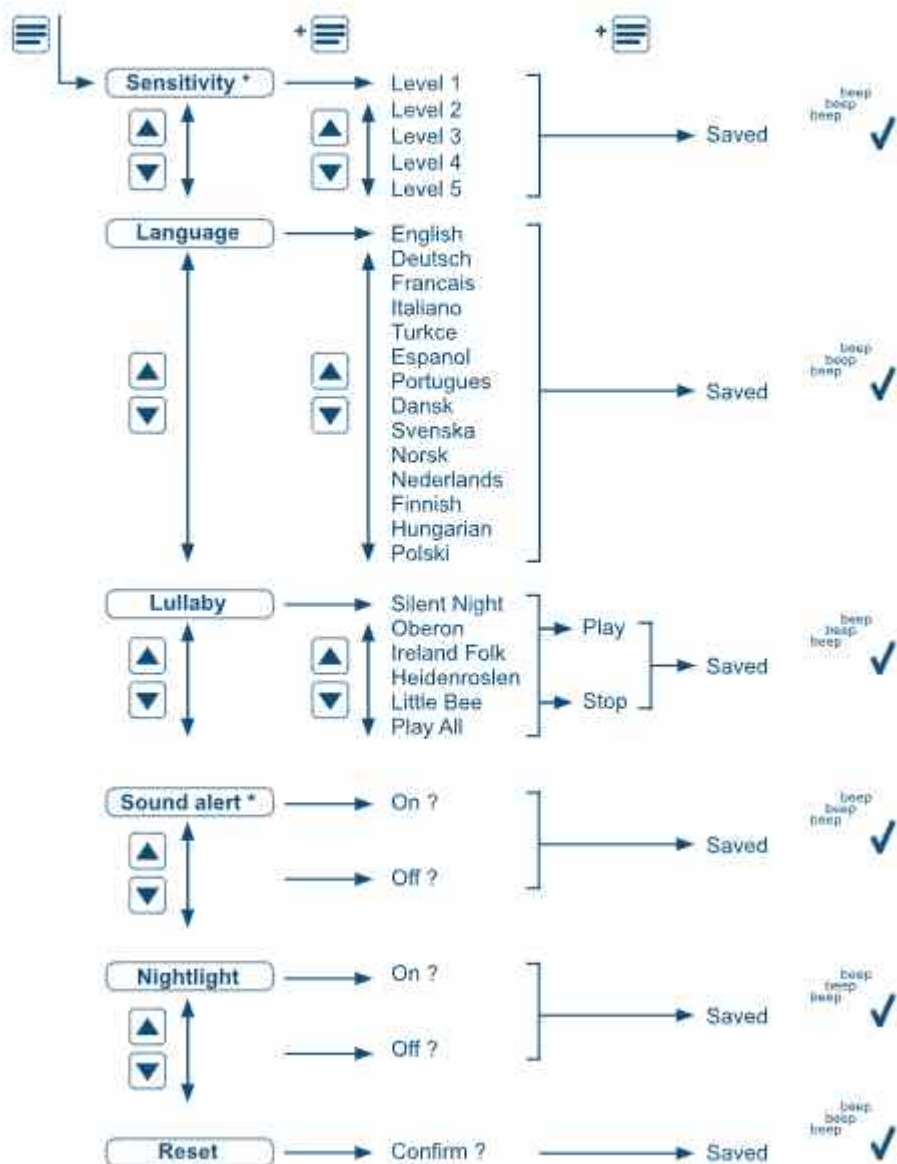 + +
Sensitivity * Level 1
Level 2
Level 3
Level 4
Level 5
Saved beep beep beep
Language English
Deutsch
Francais
Italiano
Turkce
Espanol
Portugues
Dansk
Svenska
Norsk
Nederlands
Finnish
Hungarian
Polski
Saved beep beep beep
Lullaby Silent Night
Oberon
Ireland Folk
Heidenroslen
Little Bee
Play All
Play
Stop
Saved beep beep beep
Sound alert * On ?
Off ?
Saved beep beep beep
Nightlight On ?
Off ?
Saved beep beep beep
Reset Confirm ? Saved beep beep beep